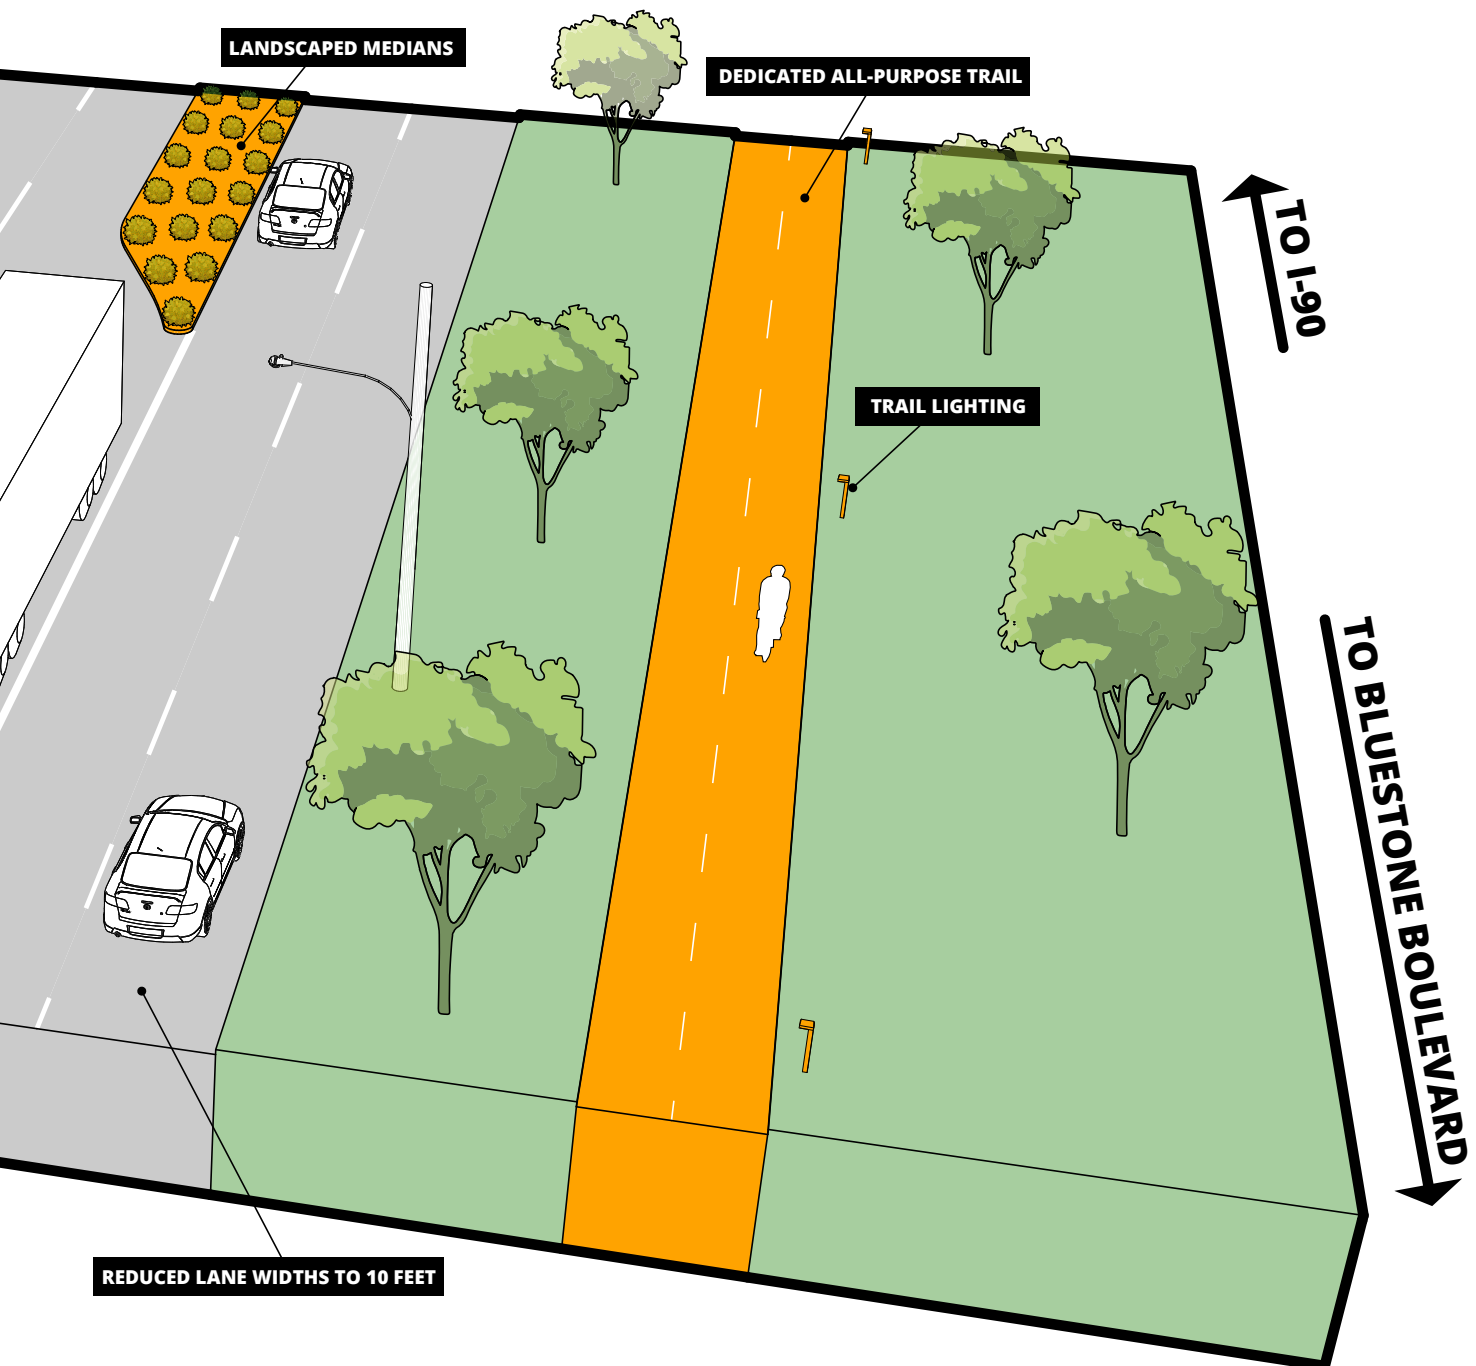 LANDSCAPED MEDIANS
DEDICATED ALL-PURPOSE TRAIL
TO I-90
TRAIL LIGHTING
TO BLUESTONE BOULEVARD
REDUCED LANE WIDTHS TO 10 FEET